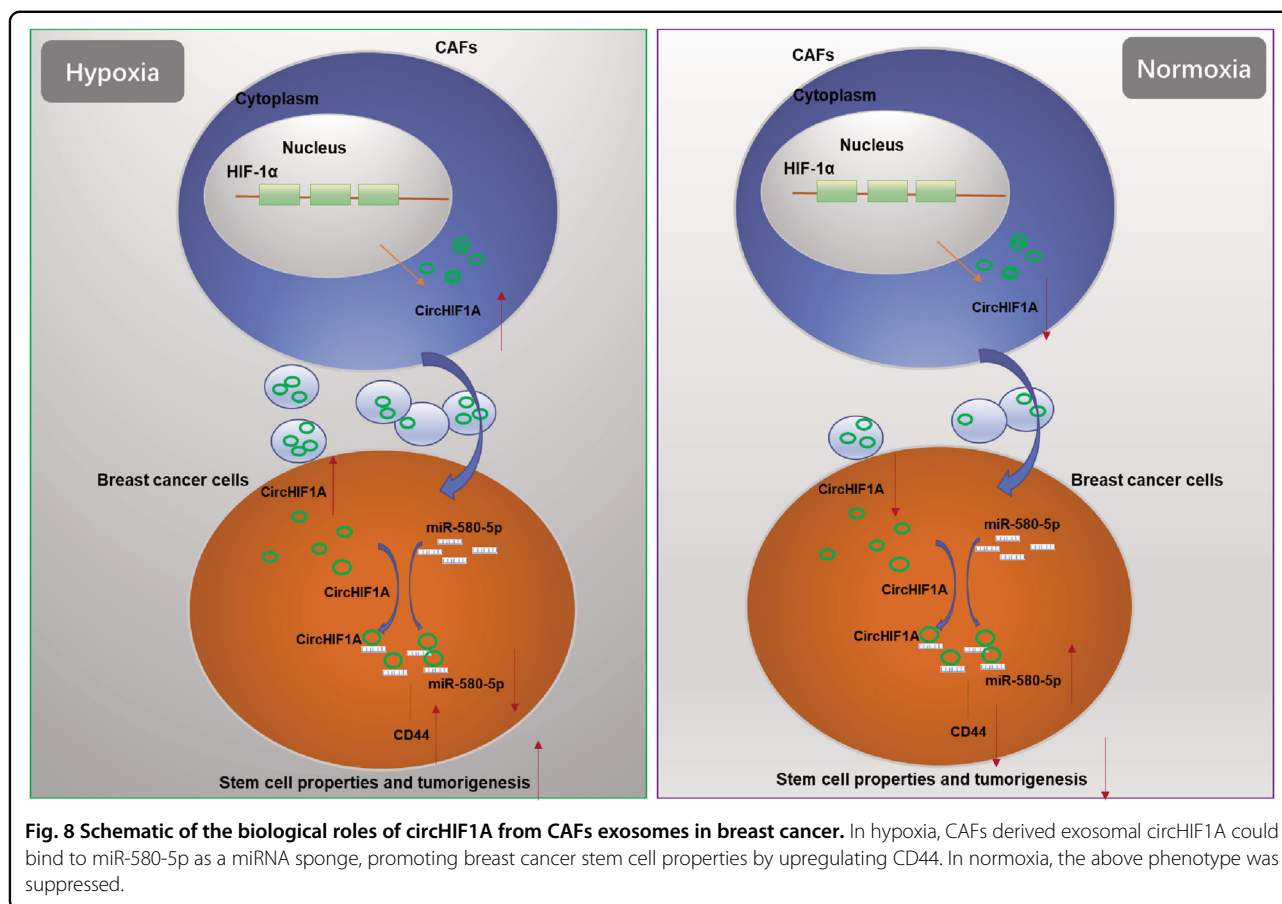 Hypoxia
CAFs
Cytoplasm
Nucleus
HIF-1α
CircHIF1A
Breast cancer cells
CircHIF1A
miR-580-5p
CircHIF1A
CircHIF1A
miR-580-5p
CD44
Stem cell properties and tumorigenesis
Normoxia
CAFs
Cytoplasm
Nucleus
HIF-1α
CircHIF1A
Breast cancer cells
CircHIF1A
miR-580-5p
CircHIF1A
CircHIF1A
miR-580-5p
CD44
Stem cell properties and tumorigenesis
Fig. 8 Schematic of the biological roles of circHIF1A from CAFs exosomes in breast cancer. In hypoxia, CAFs derived exosomal circHIF1A could
bind to miR-580-5p as a miRNA sponge, promoting breast cancer stem cell properties by upregulating CD44. In normoxia, the above phenotype was
suppressed.